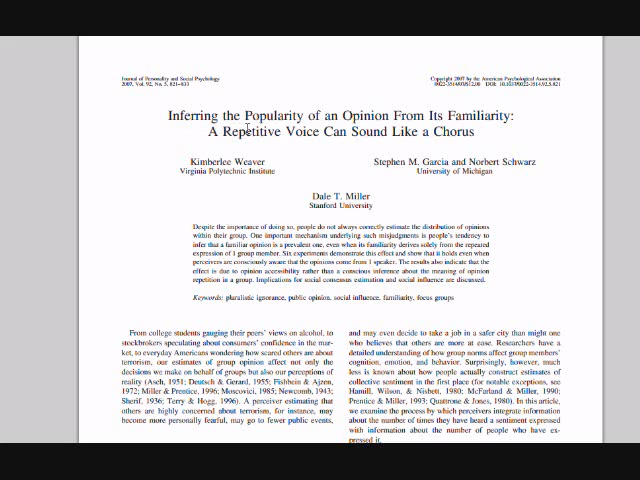 Journal of Personality and Social Psychology
2007, Vol. 92, No. 5, 821–833
Copyright 2007 by the American Psychological Association
0022-3514/07/$12.00 DOI: 10.1037/0022-3514.92.5.821
Inferring the Popularity of an Opinion From Its Familiarity:
A Repetitive Voice Can Sound Like a Chorus
Kimberlee Weaver
Virginia Polytechnic Institute
Stephen M. Garcia and Norbert Schwarz
University of Michigan
Dale T. Miller
Stanford University
Despite the importance of doing so, people do not always correctly estimate the distribution of opinions
within their group. One important mechanism underlying such misjudgments is people's tendency to
infer that a familiar opinion is a prevalent one, even when its familiarity derives solely from the repeated
expression of 1 group member. Six experiments demonstrate this effect and show that it holds even when
perceivers are consciously aware that the opinions come from 1 speaker. The results also indicate that the
effect is due to opinion accessibility rather than a conscious inference about the meaning of opinion
repetition in a group. Implications for social consensus estimation and social influence are discussed.
Keywords: pluralistic ignorance, public opinion, social influence, familiarity, focus groups
From college students gauging their peers' views on alcohol, to
stockbrokers speculating about consumers' confidence in the mar-
ket, to everyday Americans wondering how scared others are about
terrorism, our estimates of group opinion affect not only the
decisions we make on behalf of groups but also our perceptions of
reality (Asch, 1951; Deutsch & Gerard, 1955; Fishbein & Ajzen,
1972; Miller & Prentice, 1996; Moscovici, 1985; Newcomb, 1943;
Sherif, 1936; Terry & Hogg, 1996). A perceiver estimating that
others are highly concerned about terrorism, for instance, may
become more personally fearful, may go to fewer public events,
and may even decide to take a job in a safer city than might one
who believes that others are more at ease. Researchers have a
detailed understanding of how group norms affect group members'
cognition, emotion, and behavior. Surprisingly, however, much
less is known about how people actually construct estimates of
collective sentiment in the first place (for notable exceptions, see
Hamill, Wilson, & Nisbett, 1980; McFarland & Miller, 1990;
Prentice & Miller, 1993; Quattrone & Jones, 1980). In this article,
we examine the process by which perceivers integrate information
about the number of times they have heard a sentiment expressed
with information about the number of people who have ex-
pressed it.